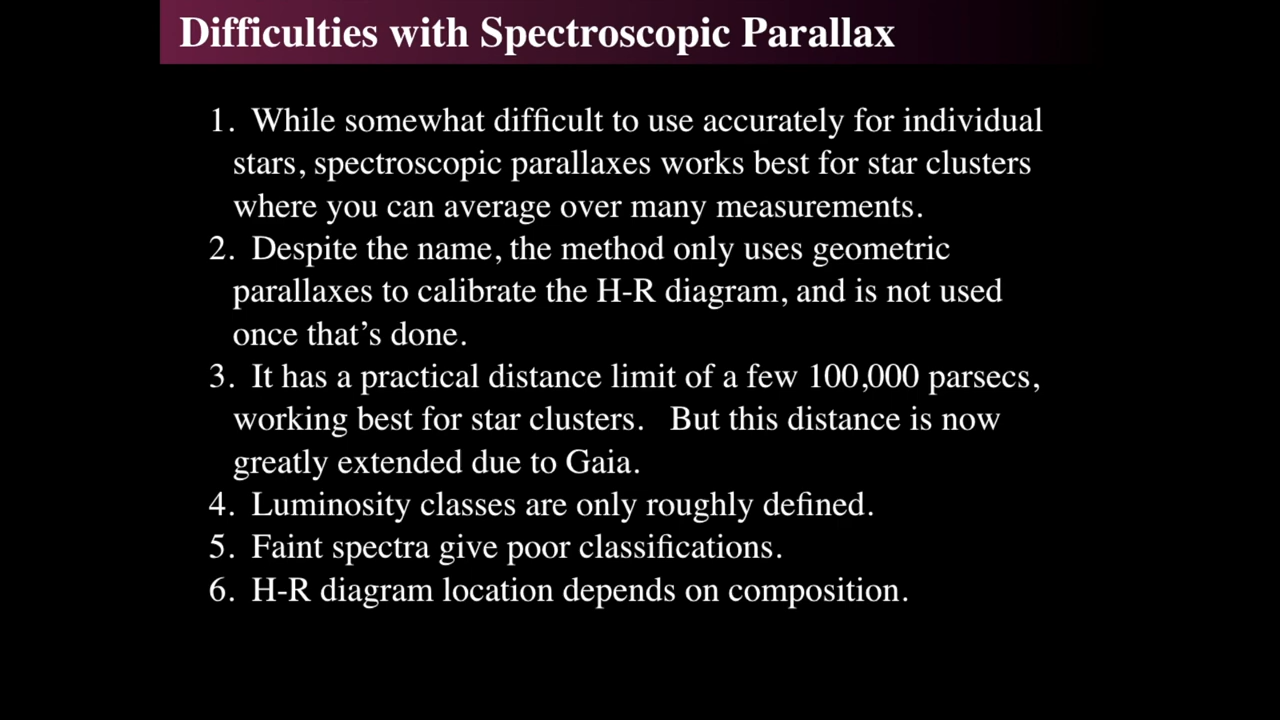 Difficulties with Spectroscopic Parallax
1. While somewhat difficult to use accurately for individual
stars, spectroscopic parallaxes works best for star clusters
where you can average over many measurements.
2. Despite the name, the method only uses geometric
parallaxes to calibrate the H-R diagram, and is not used
once that’s done.
3. It has a practical distance limit of a few 100,000 parsecs,
working best for star clusters. But this distance is now
greatly extended due to Gaia.
4. Luminosity classes are only roughly defined.
5. Faint spectra give poor classifications.
6. H-R diagram location depends on composition.